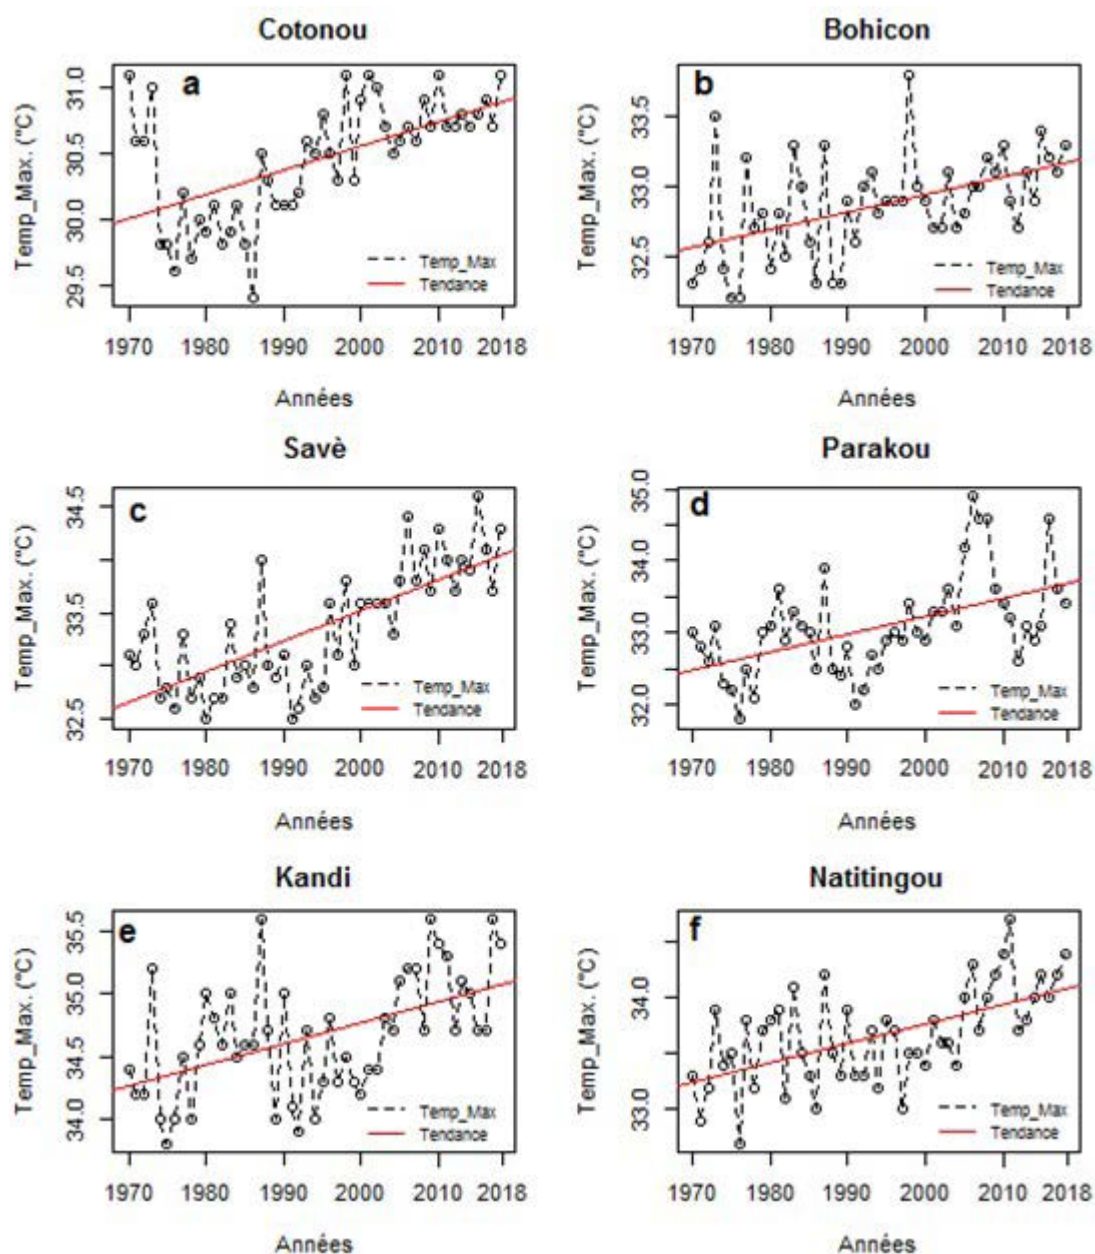 Cotonou
a
Temp_Max. (°C)
31.0
30.5
30.0
29.5
Temp_Max
Tendance
1970 1980 1990 2000 2010 2018
Années
Bohicon
b
Temp_Max. (°C)
33.5
33.0
32.5
Temp_Max
Tendance
1970 1980 1990 2000 2010 2018
Années
Savè
c
Temp_Max. (°C)
34.5
33.5
32.5
Temp_Max
Tendance
1970 1980 1990 2000 2010 2018
Années
Parakou
d
Temp_Max. (°C)
35.0
34.0
33.0
32.0
Temp_Max
Tendance
1970 1980 1990 2000 2010 2018
Années
Kandi
e
Temp_Max. (°C)
35.5
35.0
34.5
34.0
Temp_Max
Tendance
1970 1980 1990 2000 2010 2018
Années
Natitingou
f
Temp_Max. (°C)
34.0
33.0
Temp_Max
Tendance
1970 1980 1990 2000 2010 2018
Années